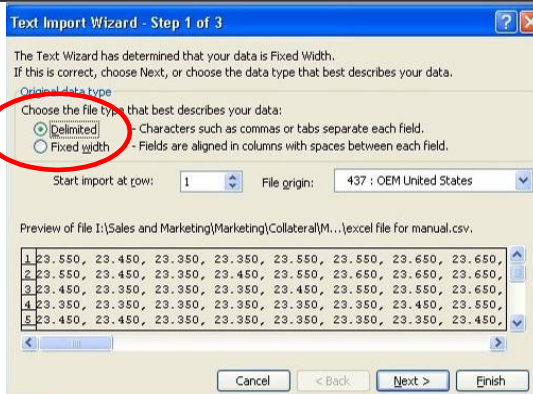 Text Import Wizard - Step 1 of 3
The Text Wizard has determined that your data is Fixed Width.
If this is correct, choose Next, or choose the data type that best describes your data.
Original data type
Choose the file type that best describes your data:
Delimited - Characters such as commas or tabs separate each field.
Fixed width - Fields are aligned in columns with spaces between each field.
Start import at row: 1 File origin: 437 : OEM United States
Preview of file I:\Sales and Marketing\Marketing\Collateral\M...\excel file for manual.csv.
1 23.550, 23.450, 23.350, 23.350, 23.550, 23.550, 23.650, 23.650,
2 23.650, 23.350, 23.350, 23.450, 23.550, 23.650, 23.650, 23.650,
3 23.450, 23.350, 23.350, 23.350, 23.450, 23.550, 23.550, 23.650,
4 23.350, 23.350, 23.450, 23.350, 23.350, 23.350, 23.450, 23.550,
5 23.450, 23.450, 23.350, 23.350, 23.350, 23.350, 23.350, 23.450,
Cancel < Back Next > Finish